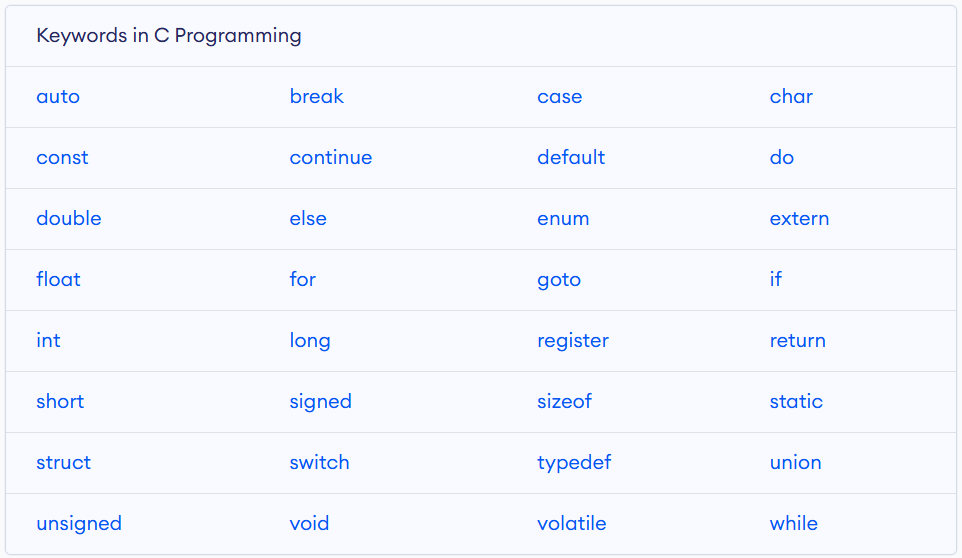 Keywords in C Programming
auto break case char
const continue default do
double else enum extern
float for goto if
int long register return
short signed sizeof static
struct switch typedef union
unsigned void volatile while